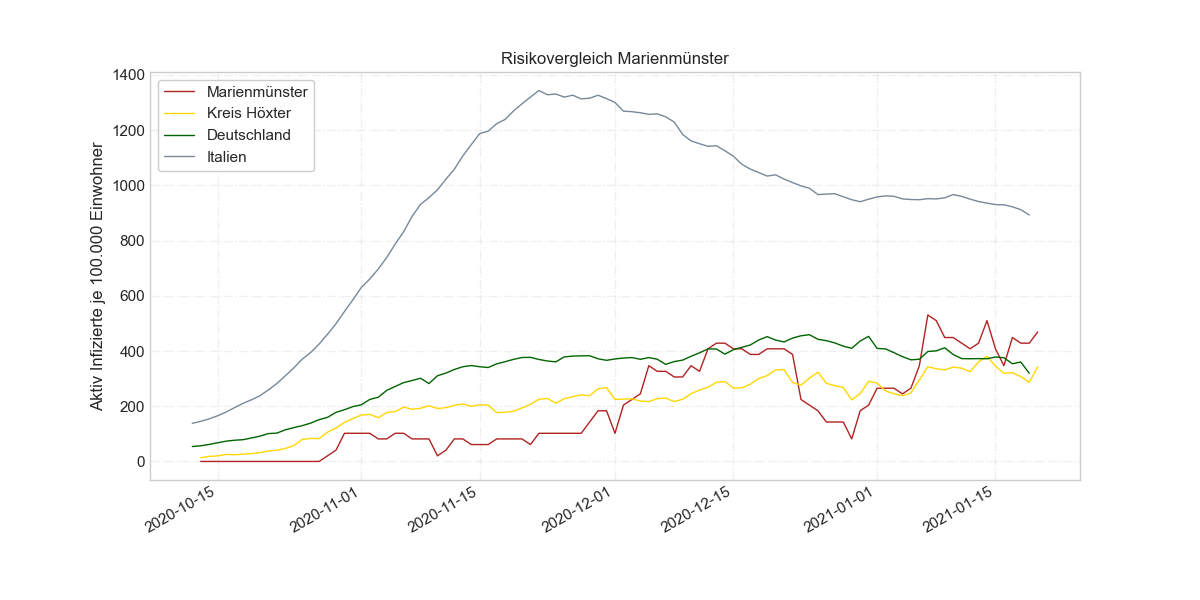 Risikovergleich Marienmünster
Aktiv Infizierte je 100.000 Einwohner
1400
1200
1000
800
600
400
200
0
Marienmünster
Kreis Höxter
Deutschland
Italien
2020-10-15
2020-11-01
2020-11-15
2020-12-01
2020-12-15
2021-01-01
2021-01-15